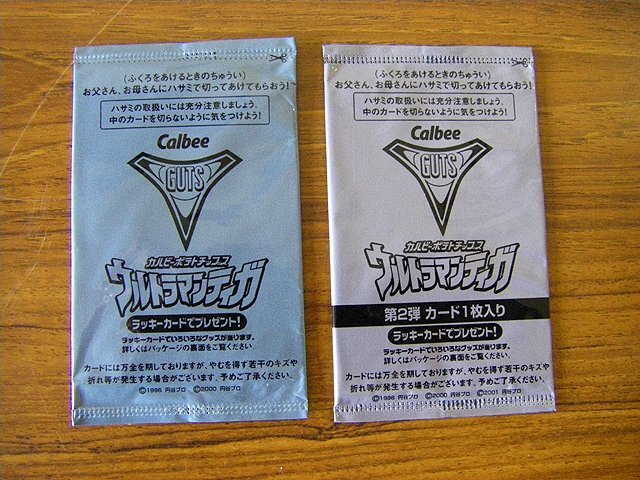 (ふくろをあけるときのちゅうい)
お父さん、お母さんにハサミで切ってあけてもらおう!
ハサミの取扱いには充分注意しましょう。
中のカードを切らないように気をつけよう!
Calbee
GUTS
カルビーポテトチップス
ウルトラマンティガ
ラッキーカードでプレゼント!
ラッキーカードでいろいろなグッズが当ります。
詳しくはパッケージの裏面をご覧ください。
カードには万全を期しておりますが、やむを得ず若干のキズや
折れ等が発生する場合がございます。予めご了承ください。
©1996 円谷プロ ©2000 円谷プロ
(ふくろをあけるときのちゅうい)
お父さん、お母さんにハサミで切ってあけてもらおう!
ハサミの取扱いには充分注意しましょう。
中のカードを切らないように気をつけよう!
Calbee
GUTS
カルビーポテトチップス
ウルトラマンティガ
第2弾 カード1枚入り
ラッキーカードでプレゼント!
ラッキーカードでいろいろなグッズが当ります。
詳しくはパッケージの裏面をご覧ください。
カードには万全を期しておりますが、やむを得ず若干のキズや
折れ等が発生する場合がございます。予めご了承ください。
©1996 円谷プロ ©2000 円谷プロ ©2001 円谷プロ